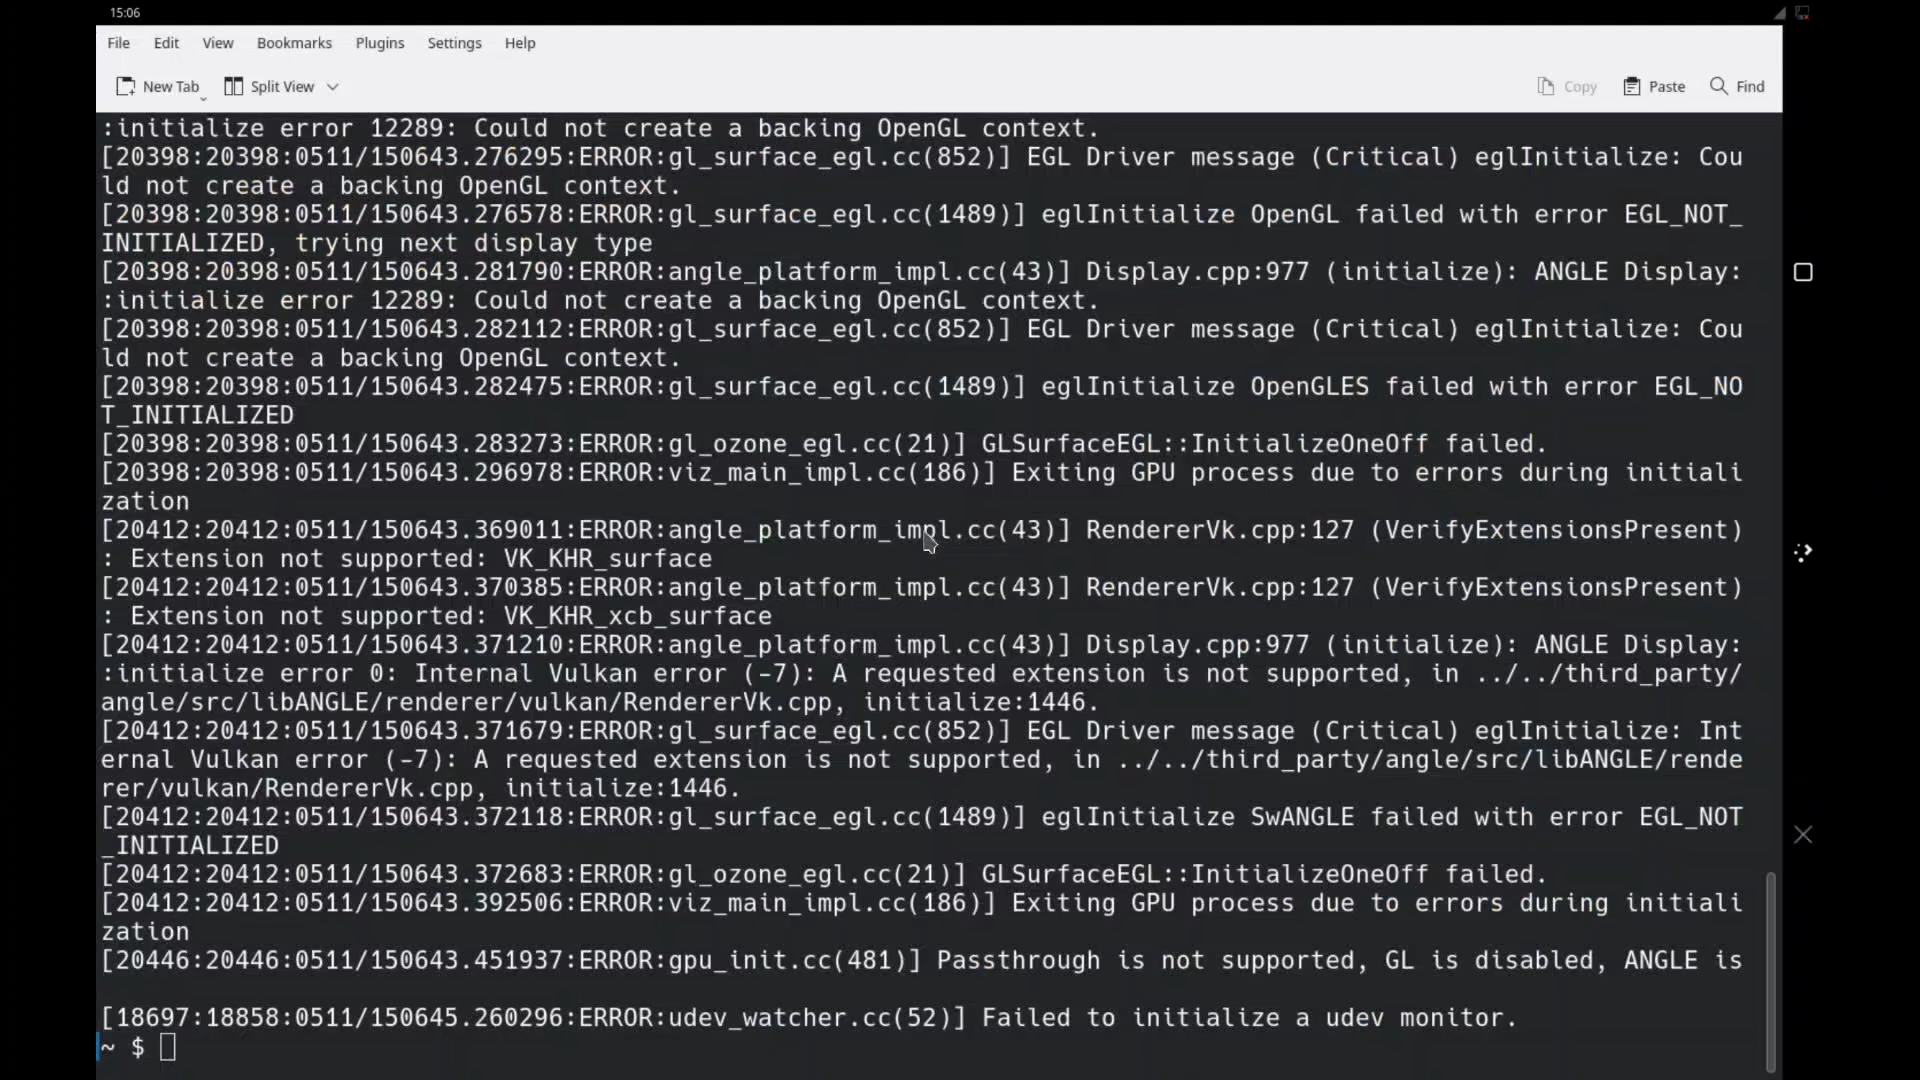 15:06
File Edit View Bookmarks Plugins Settings Help
New Tab Split View Copy Paste Find
:initialize error 12289: Could not create a backing OpenGL context.
[20398:20398:0511/150643.276295:ERROR:gl_surface_egl.cc(852)] EGL Driver message (Critical) eglInitialize: Cou
ld not create a backing OpenGL context.
[20398:20398:0511/150643.276578:ERROR:gl_surface_egl.cc(1489)] eglInitialize OpenGL failed with error EGL_NOT_
INITIALIZED, trying next display type
[20398:20398:0511/150643.281790:ERROR:angle_platform_impl.cc(43)] Display.cpp:977 (initialize): ANGLE Display:
:initialize error 12289: Could not create a backing OpenGL context.
[20398:20398:0511/150643.282112:ERROR:gl_surface_egl.cc(852)] EGL Driver message (Critical) eglInitialize: Cou
ld not create a backing OpenGL context.
[20398:20398:0511/150643.282475:ERROR:gl_surface_egl.cc(1489)] eglInitialize OpenGLES failed with error EGL_NO
T_INITIALIZED
[20398:20398:0511/150643.283273:ERROR:gl_ozone_egl.cc(21)] GLSurfaceEGL::InitializeOneOff failed.
[20398:20398:0511/150643.296978:ERROR:viz_main_impl.cc(186)] Exiting GPU process due to errors during initiali
zation
[20412:20412:0511/150643.369011:ERROR:angle_platform_impl.cc(43)] RendererVk.cpp:127 (VerifyExtensionsPresent)
: Extension not supported: VK_KHR_surface
[20412:20412:0511/150643.370385:ERROR:angle_platform_impl.cc(43)] RendererVk.cpp:127 (VerifyExtensionsPresent)
: Extension not supported: VK_KHR_xcb_surface
[20412:20412:0511/150643.371210:ERROR:angle_platform_impl.cc(43)] Display.cpp:977 (initialize): ANGLE Display:
:initialize error 0: Internal Vulkan error (-7): A requested extension is not supported, in ../../third_party/
angle/src/libANGLE/renderer/vulkan/RendererVk.cpp, initialize:1446.
[20412:20412:0511/150643.371679:ERROR:gl_surface_egl.cc(852)] EGL Driver message (Critical) eglInitialize: Int
ernal Vulkan error (-7): A requested extension is not supported, in ../../third_party/angle/src/libANGLE/rende
rer/vulkan/RendererVk.cpp, initialize:1446.
[20412:20412:0511/150643.372118:ERROR:gl_surface_egl.cc(1489)] eglInitialize SwANGLE failed with error EGL_NOT
_INITIALIZED
[20412:20412:0511/150643.372683:ERROR:gl_ozone_egl.cc(21)] GLSurfaceEGL::InitializeOneOff failed.
[20412:20412:0511/150643.392506:ERROR:viz_main_impl.cc(186)] Exiting GPU process due to errors during initiali
zation
[20446:20446:0511/150643.451937:ERROR:gpu_init.cc(481)] Passthrough is not supported, GL is disabled, ANGLE is
[18697:18858:0511/150645.260296:ERROR:udev_watcher.cc(52)] Failed to initialize a udev monitor.
~ $